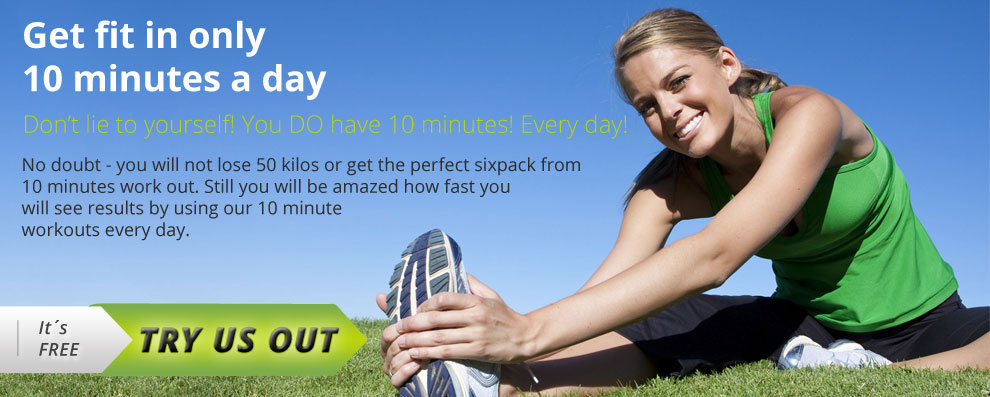 Get fit in only
10 minutes a day
Don't lie to yourself! You DO have 10 minutes! Every day!
No doubt - you will not lose 50 kilos or get the perfect sixpack from
10 minutes work out. Still you will be amazed how fast you
will see results by using our 10 minute
workouts every day.
It´s
FREE
TRY US OUT